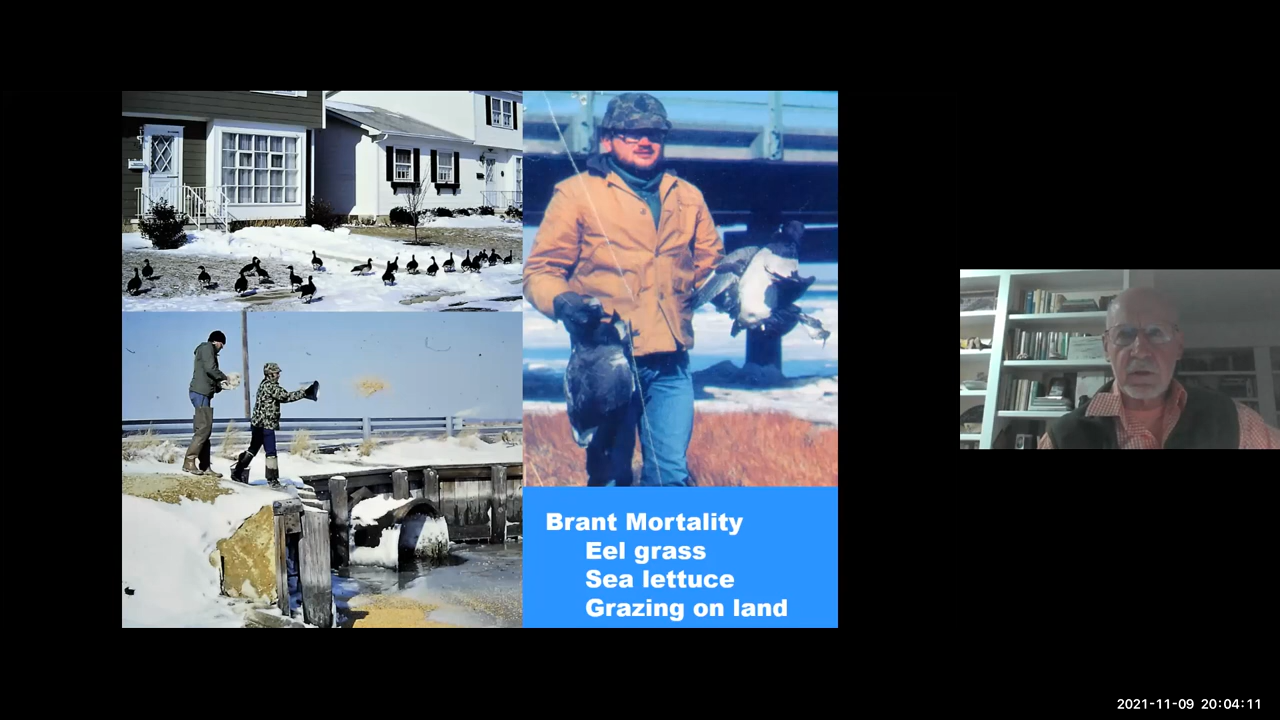 Brant Mortality
Eel grass
Sea lettuce
Grazing on land
2021-11-09 20:04:11